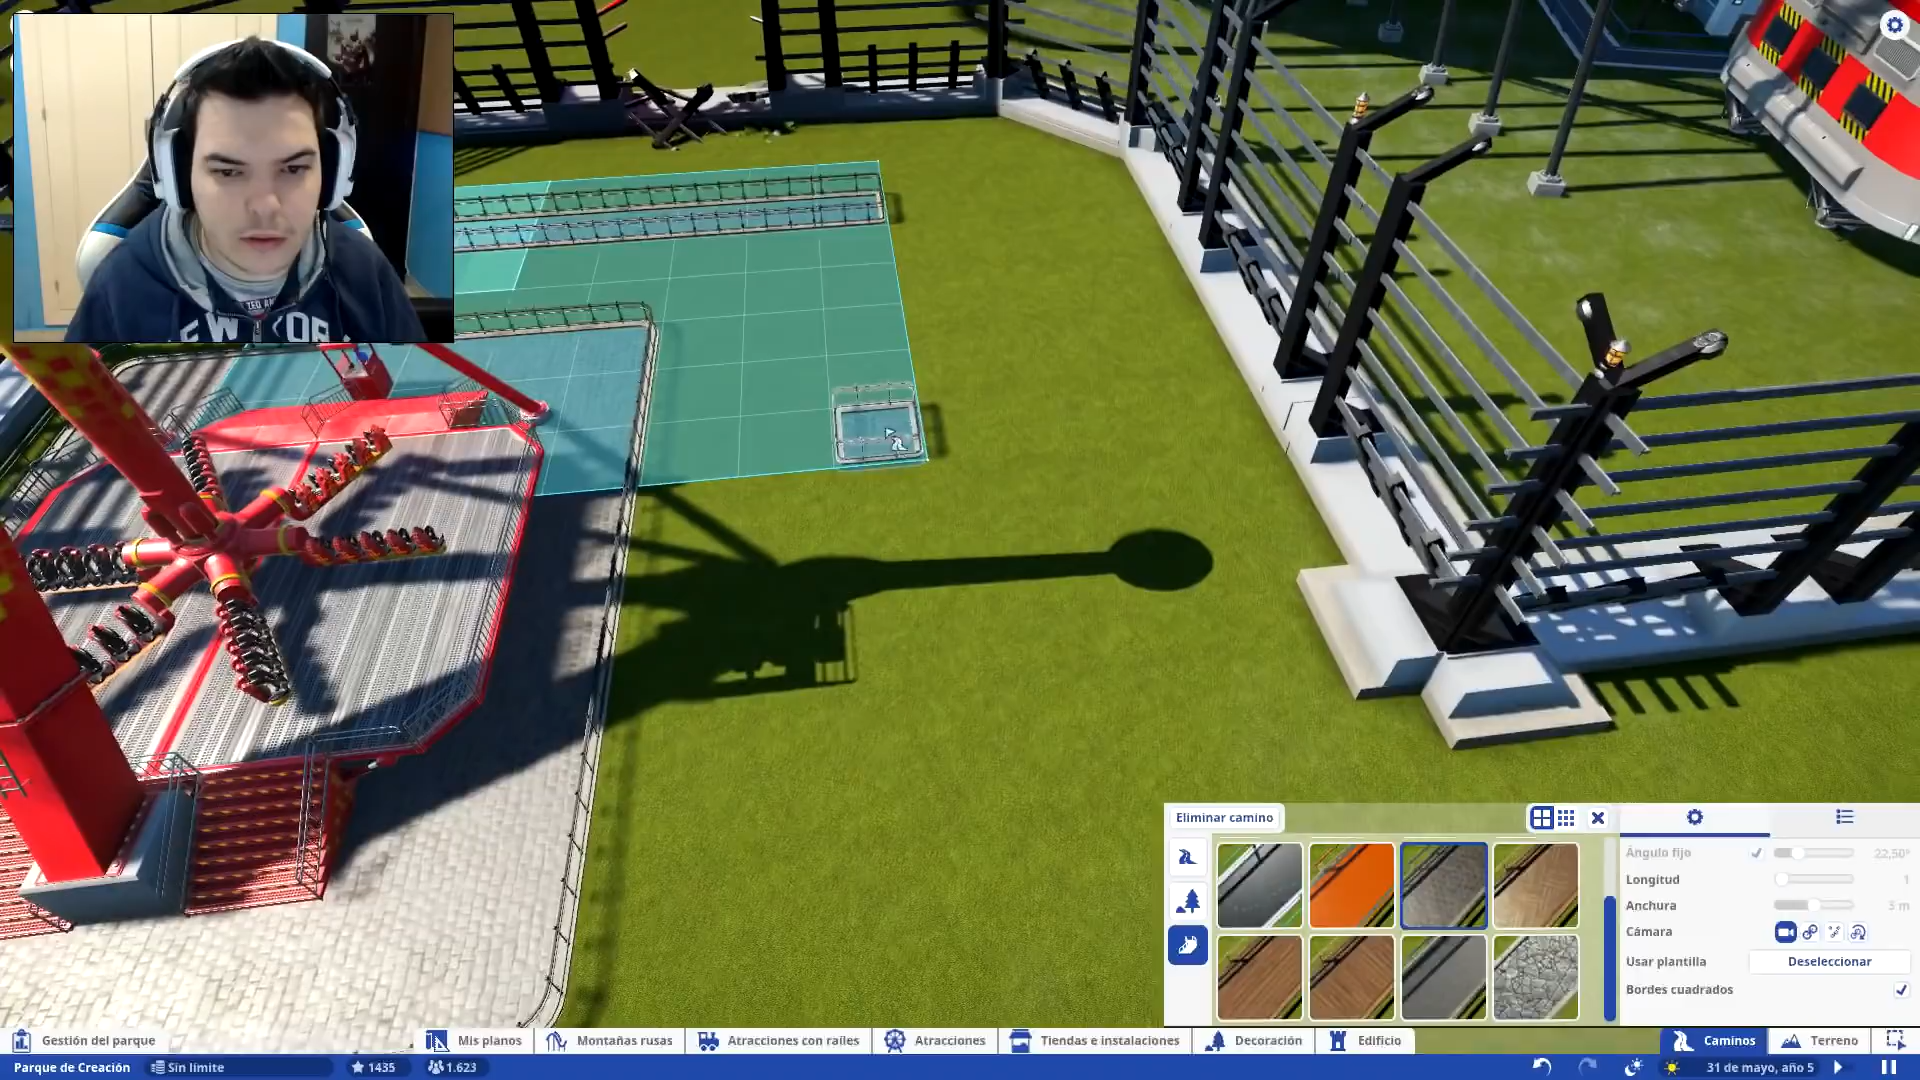 NEW YOR
Eliminar camino
Ángulo fijo
22,50°
Longitud
1
Anchura
3 m
Cámara
Usar plantilla
Deseleccionar
Bordes cuadrados
Gestión del parque
Mis planos
Montañas rusas
Atracciones con raíles
Atracciones
Tiendas e instalaciones
Decoración
Edificio
Caminos
Terreno
Parque de Creación
Sin límite
1435
1.623
31 de mayo, año 5